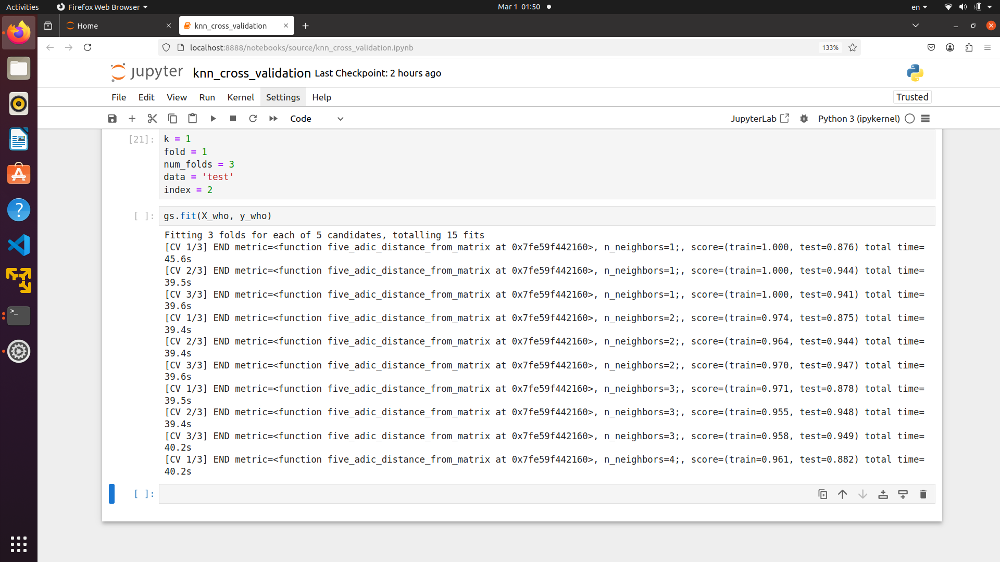 Activities
Firefox Web Browser
Mar 1 01:50
en
Home
knn_cross_validation
localhost:8888/notebooks/source/knn_cross_validation.ipynb
133%
jupyter
knn_cross_validation Last Checkpoint: 2 hours ago
File Edit View Run Kernel Settings Help
Trusted
Code
JupyterLab
Python 3 (ipykernel)
[21]:
k = 1
fold = 1
num_folds = 3
data = 'test'
index = 2
[ ]:
gs.fit(X_who, y_who)
Fitting 3 folds for each of 5 candidates, totalling 15 fits
[CV 1/3] END metric=<function five_adic_distance_from_matrix at 0x7fe59f442160>, n_neighbors=1;, score=(train=1.000, test=0.876) total time=
45.6s
[CV 2/3] END metric=<function five_adic_distance_from_matrix at 0x7fe59f442160>, n_neighbors=1;, score=(train=1.000, test=0.944) total time=
39.5s
[CV 3/3] END metric=<function five_adic_distance_from_matrix at 0x7fe59f442160>, n_neighbors=1;, score=(train=1.000, test=0.941) total time=
39.6s
[CV 1/3] END metric=<function five_adic_distance_from_matrix at 0x7fe59f442160>, n_neighbors=2;, score=(train=0.974, test=0.875) total time=
39.4s
[CV 2/3] END metric=<function five_adic_distance_from_matrix at 0x7fe59f442160>, n_neighbors=2;, score=(train=0.964, test=0.944) total time=
39.4s
[CV 3/3] END metric=<function five_adic_distance_from_matrix at 0x7fe59f442160>, n_neighbors=2;, score=(train=0.970, test=0.947) total time=
39.6s
[CV 1/3] END metric=<function five_adic_distance_from_matrix at 0x7fe59f442160>, n_neighbors=3;, score=(train=0.971, test=0.878) total time=
39.5s
[CV 2/3] END metric=<function five_adic_distance_from_matrix at 0x7fe59f442160>, n_neighbors=3;, score=(train=0.955, test=0.948) total time=
39.4s
[CV 3/3] END metric=<function five_adic_distance_from_matrix at 0x7fe59f442160>, n_neighbors=3;, score=(train=0.958, test=0.949) total time=
40.2s
[CV 1/3] END metric=<function five_adic_distance_from_matrix at 0x7fe59f442160>, n_neighbors=4;, score=(train=0.961, test=0.882) total time=
40.2s
[ ]: